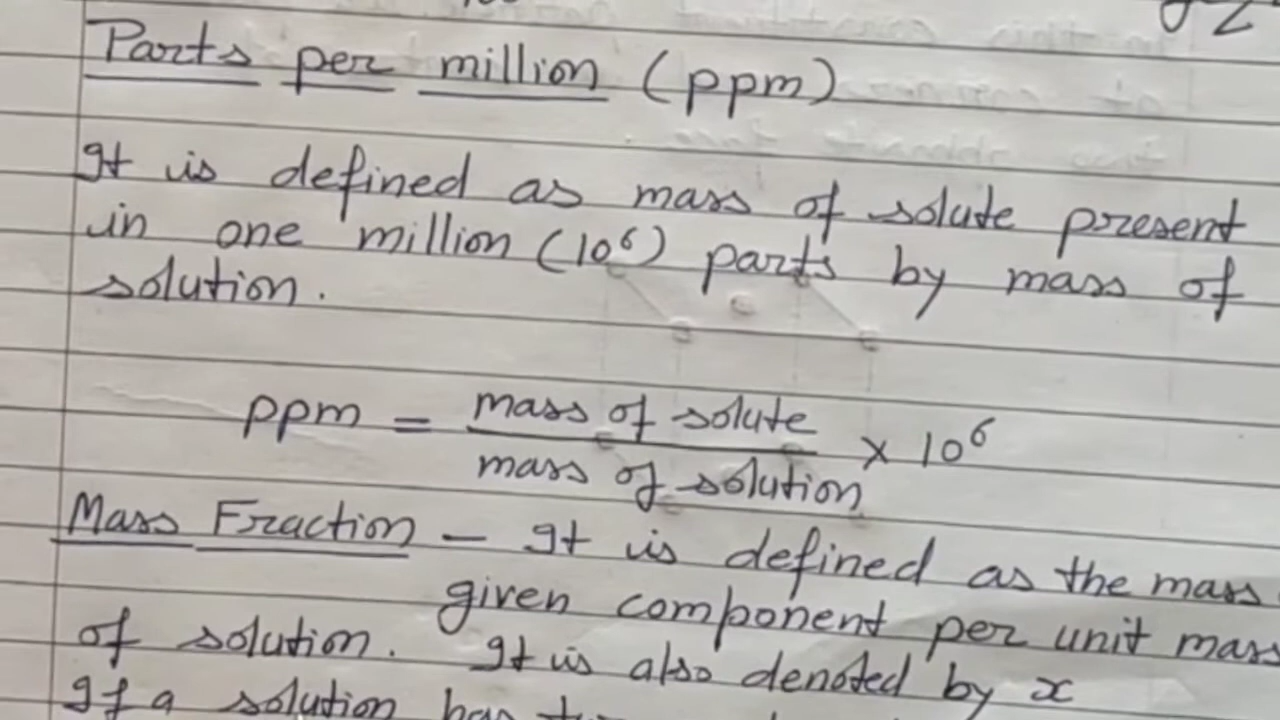 Parts per million (ppm)
It is defined as mass of solute present
in one million (10⁶) parts by mass of
solution.
ppm = mass of solute / mass of solution × 10⁶
Mass Fraction - It is defined as the mass
given component per unit mass
of solution. It is also denoted by x
If a solution has